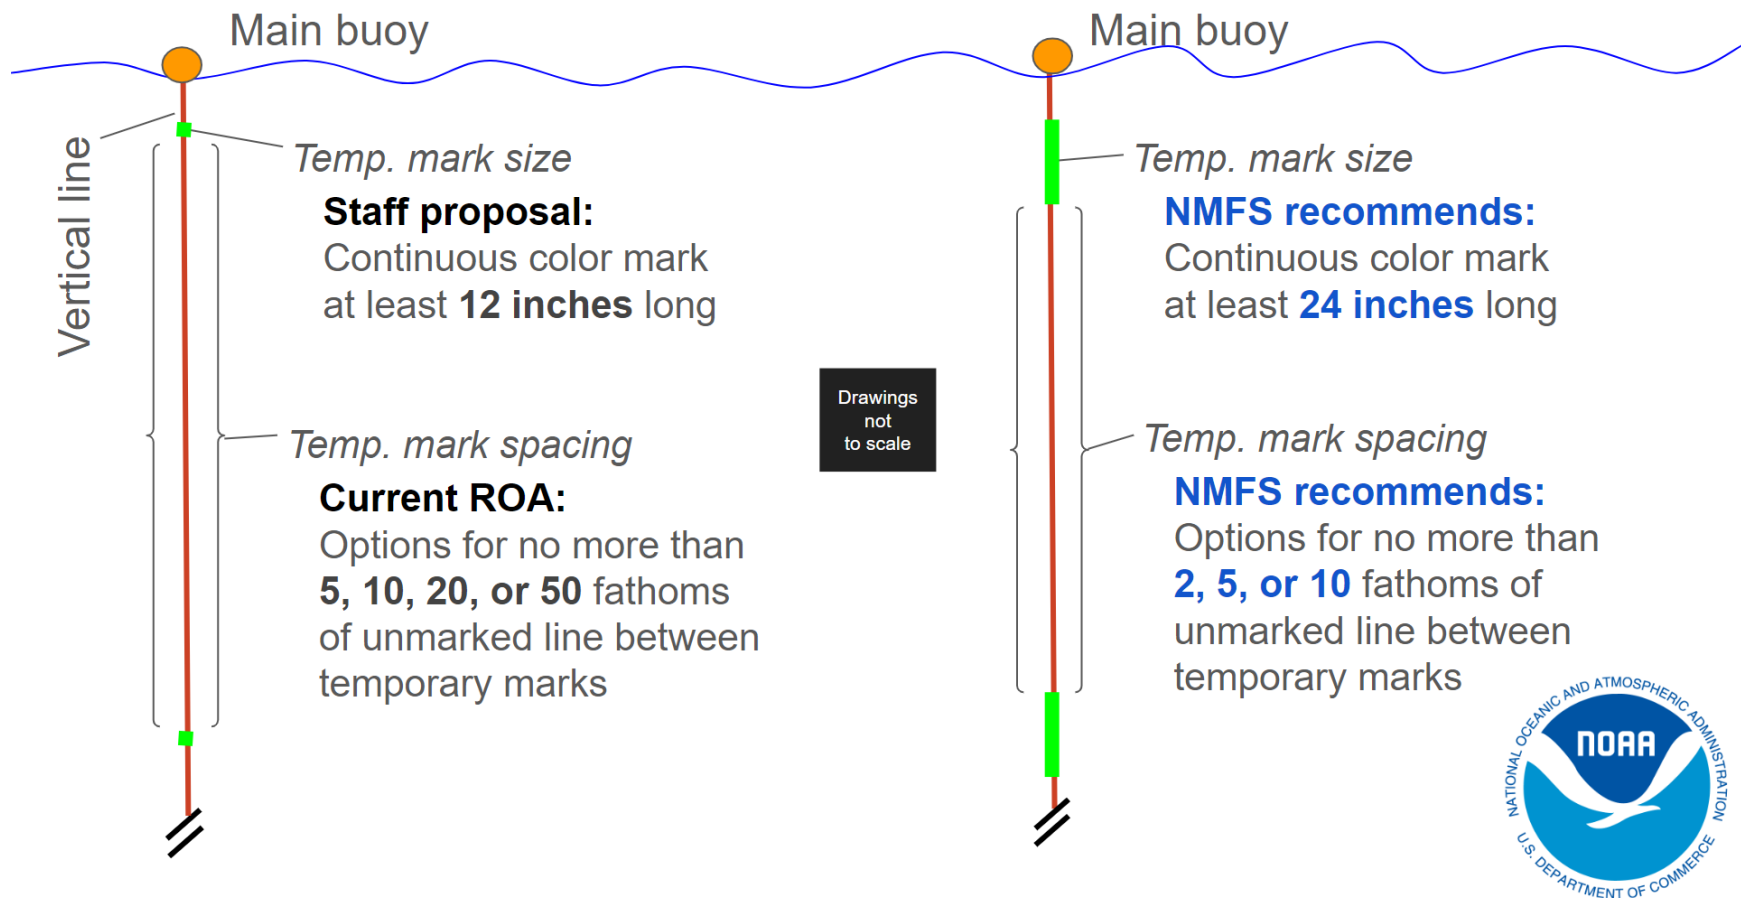 Main buoy
Vertical line
Temp. mark size
Staff proposal:
Continuous color mark
at least 12 inches long
Temp. mark spacing
Current ROA:
Options for no more than
5, 10, 20, or 50 fathoms
of unmarked line between
temporary marks
Drawings
not
to scale
Main buoy
Temp. mark size
NMFS recommends:
Continuous color mark
at least 24 inches long
Temp. mark spacing
NMFS recommends:
Options for no more than
2, 5, or 10 fathoms of
unmarked line between
temporary marks
NATIONAL OCEANIC AND ATMOSPHERIC ADMINISTRATION
NOAA
U.S. DEPARTMENT OF COMMERCE